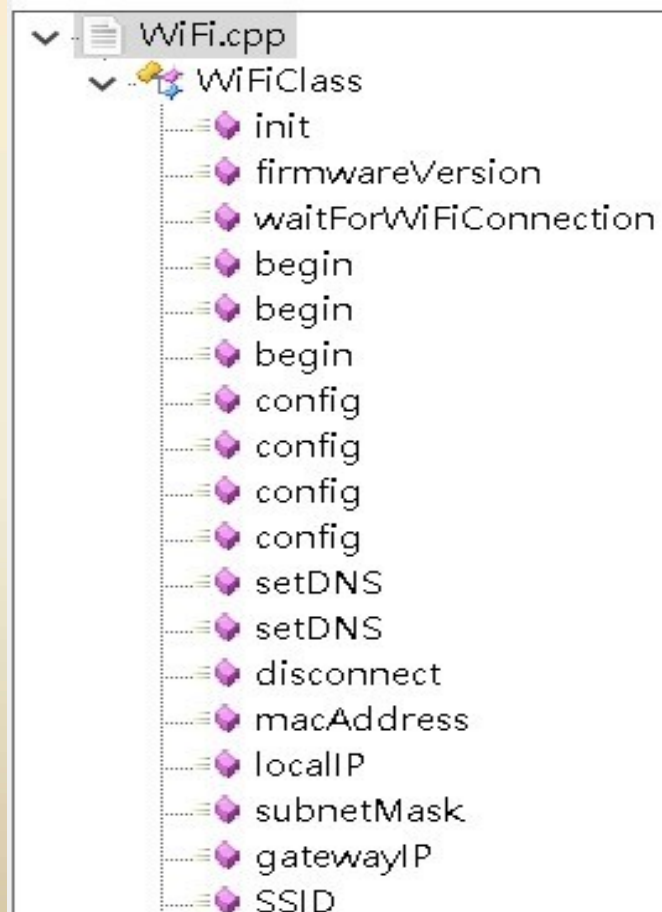 WiFi.cpp
WiFiClass
init
firmwareVersion
waitForWiFiConnection
begin
begin
begin
config
config
config
config
setDNS
setDNS
disconnect
macAddress
localIP
subnetMask
gatewayIP
SSID